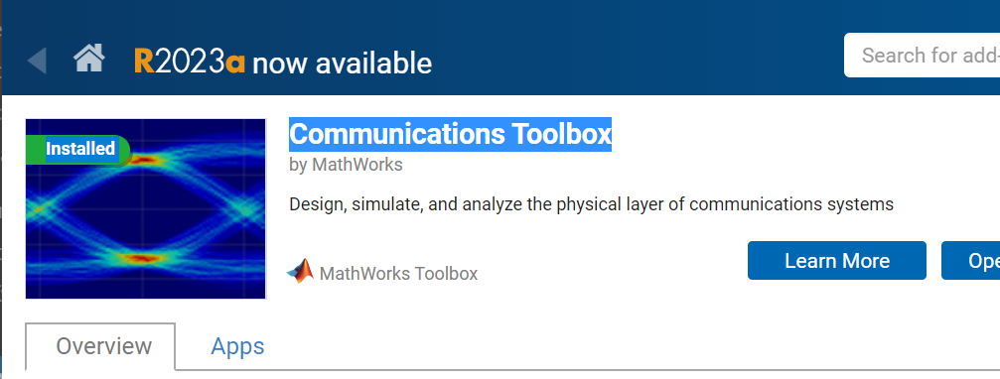 R2023a now available
Search for add-
Installed
Communications Toolbox
by MathWorks
Design, simulate, and analyze the physical layer of communications systems
MathWorks Toolbox
Learn More
Ope
Overview
Apps